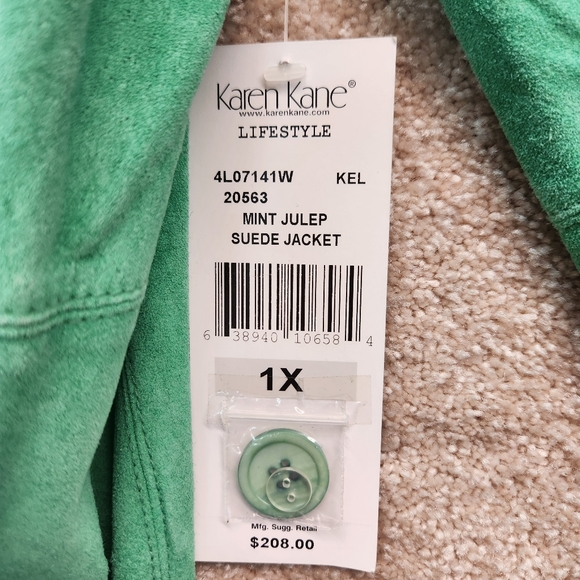 Karen Kane®
www.karenkane.com
LIFESTYLE
4L07141W KEL
20563
MINT JULEP
SUEDE JACKET
6 38940 10658 4
1X
Mfg. Sugg. Retail
$208.00